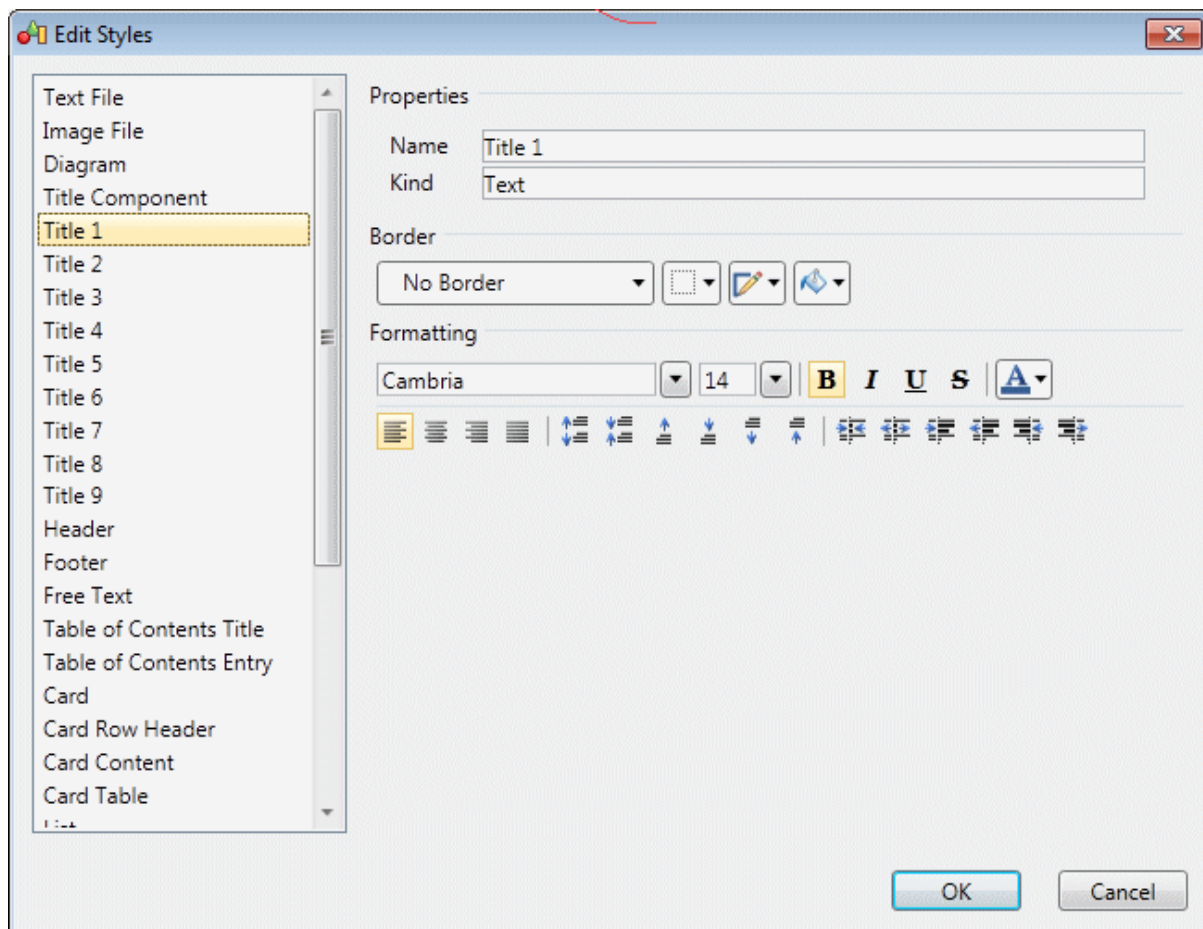 Edit Styles
Text File
Image File
Diagram
Title Component
Title 1
Title 2
Title 3
Title 4
Title 5
Title 6
Title 7
Title 8
Title 9
Header
Footer
Free Text
Table of Contents Title
Table of Contents Entry
Card
Card Row Header
Card Content
Card Table
List
Properties
Name Title 1
Kind Text
Border
No Border
Formatting
Cambria 14 B I U S A
OK Cancel